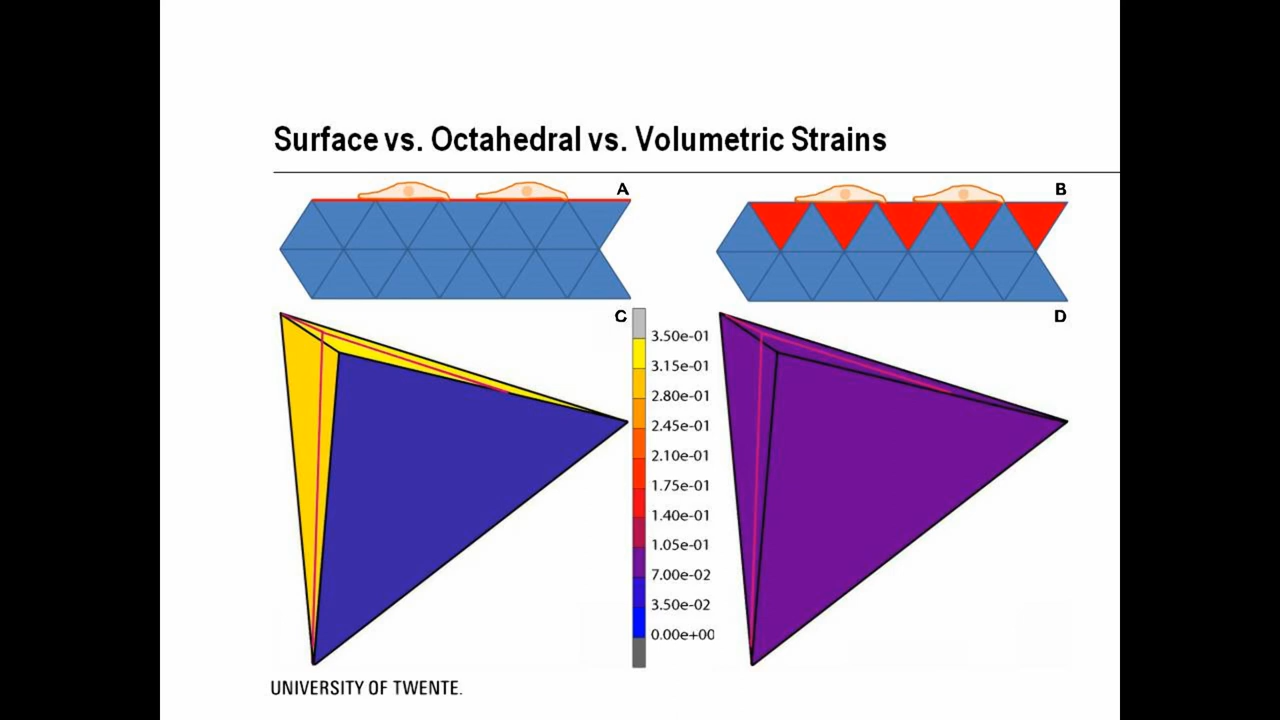 Surface vs. Octahedral vs. Volumetric Strains
A
B
C
D
3.50e-01
3.15e-01
2.80e-01
2.45e-01
2.10e-01
1.75e-01
1.40e-01
1.05e-01
7.00e-02
3.50e-02
0.00e+00
UNIVERSITY OF TWENTE.